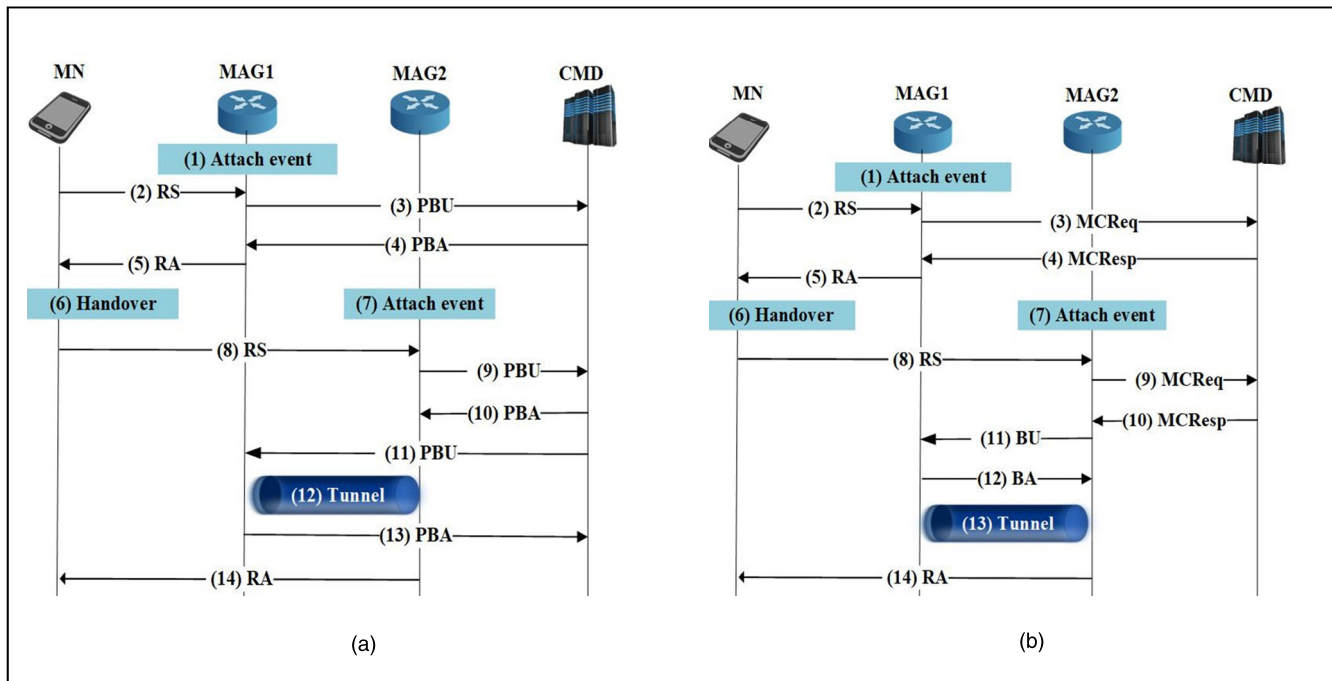 MN
MAG1
MAG2
CMD
(1) Attach event
(2) RS
(3) PBU
(4) PBA
(5) RA
(6) Handover
(7) Attach event
(8) RS
(9) PBU
(10) PBA
(11) PBU
(12) Tunnel
(13) PBA
(14) RA
(a)
MN
MAG1
MAG2
CMD
(1) Attach event
(2) RS
(3) MCReq
(4) MCResp
(5) RA
(6) Handover
(7) Attach event
(8) RS
(9) MCReq
(10) MCResp
(11) BU
(12) BA
(13) Tunnel
(14) RA
(b)